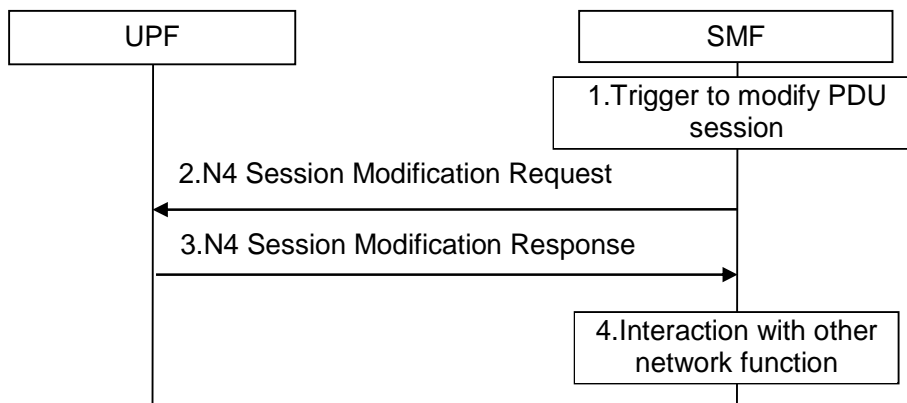 UPF
SMF
1.Trigger to modify PDU
session
2.N4 Session Modification Request
3.N4 Session Modification Response
4.Interaction with other
network function